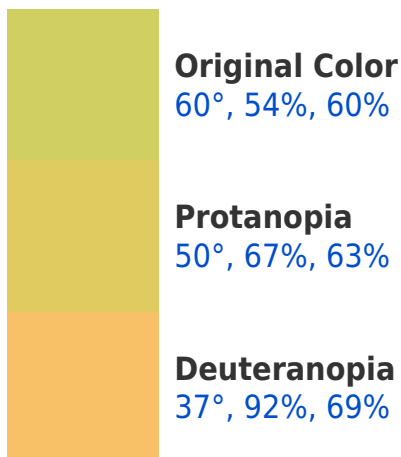 Original Color
60°, 54%, 60%
Protanopia
50°, 67%, 63%
Deuteranopia
37°, 92%, 69%